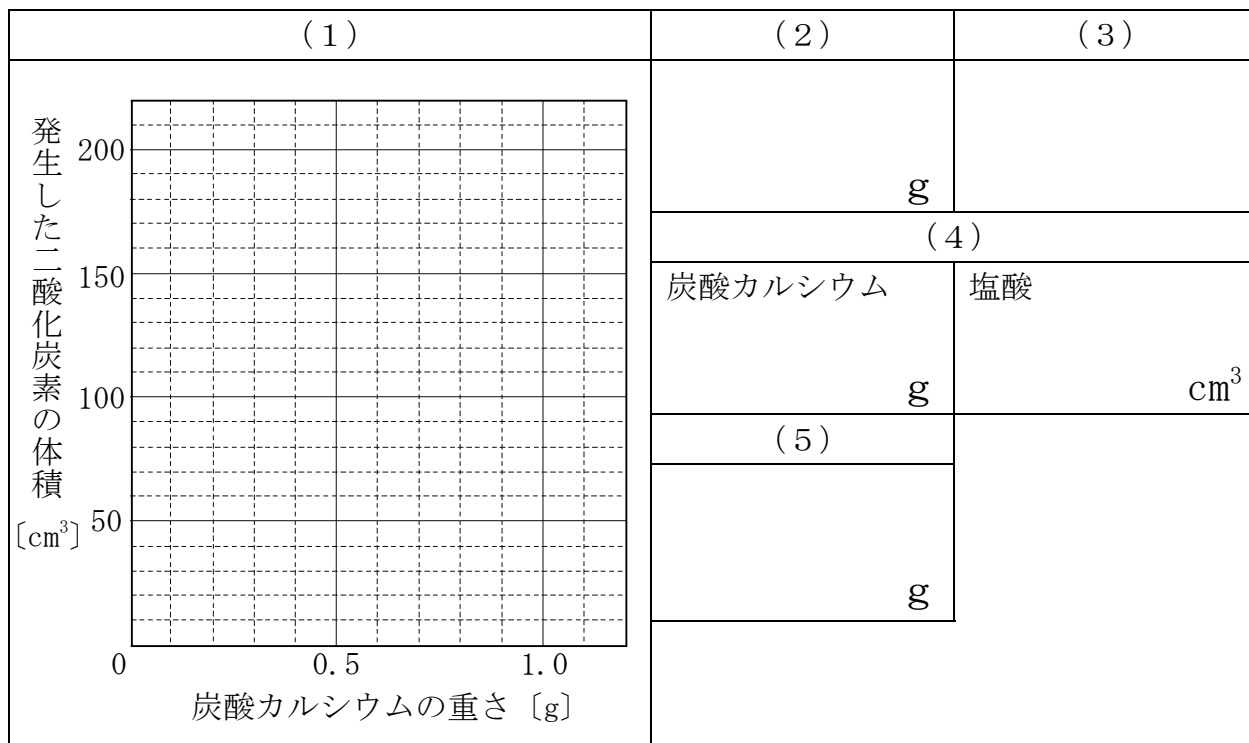 （１）
（２）
（３）
発生した二酸化炭素の体積
〔cm³〕
200
150
100
50
0
0.5
1.0
炭酸カルシウムの重さ〔g〕
g
（４）
炭酸カルシウム
g
塩酸
cm³
（５）
g